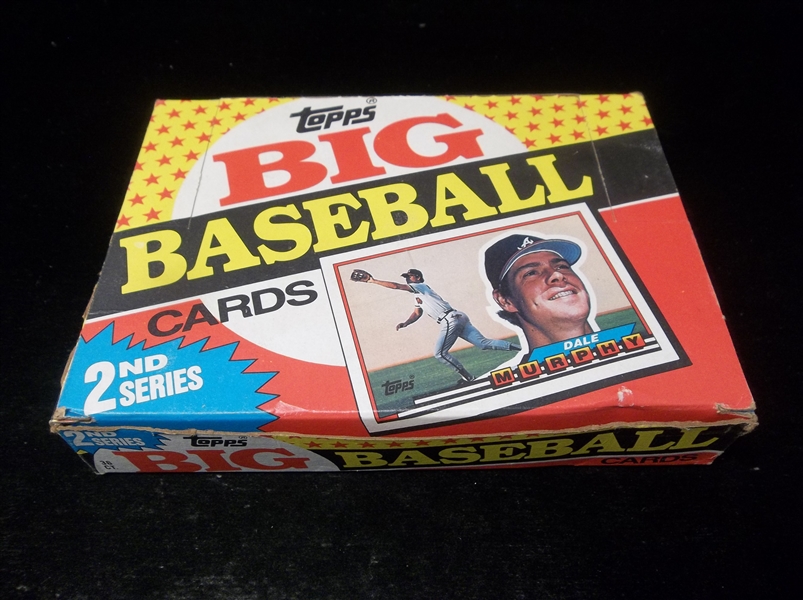 Topps®
BIG
BASEBALL
CARDS
2ND
SERIES
DALE
MURPHY
Topps
2ND
SERIES
Topps®
BIG
BASEBALL
CARDS